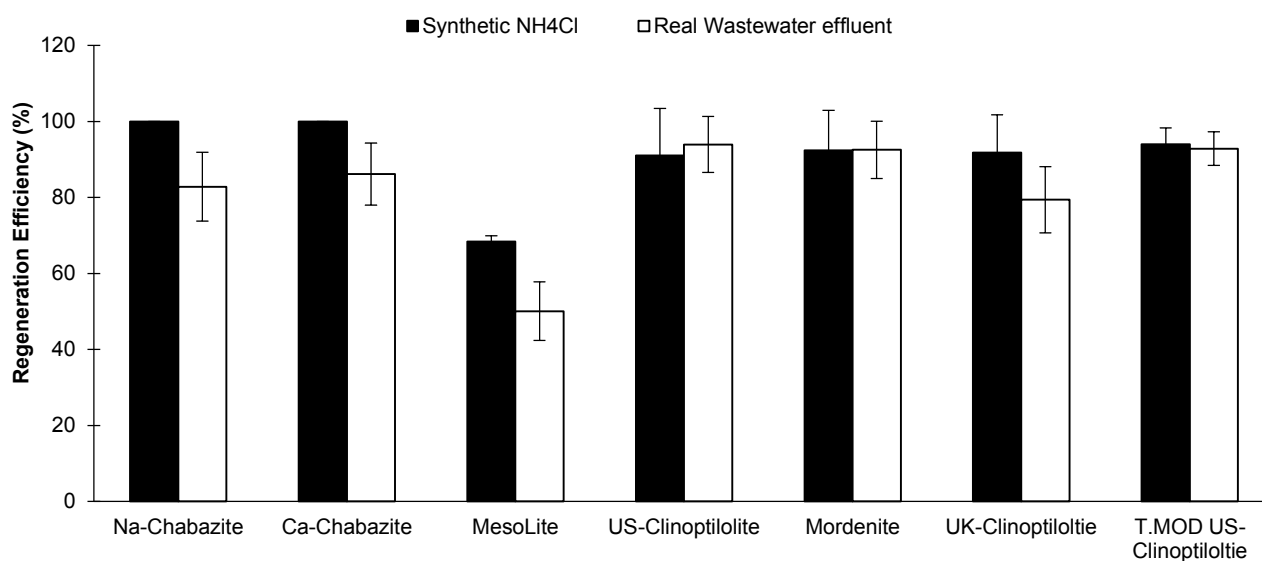 Synthetic NH4Cl Real Wastewater effluent
Regeneration Efficiency (%)
120
100
80
60
40
20
0
Na-Chabazite Ca-Chabazite MesoLite US-Clinoptilolite Mordenite UK-Clinoptiloltie T.MOD US-
Clinoptiloltie